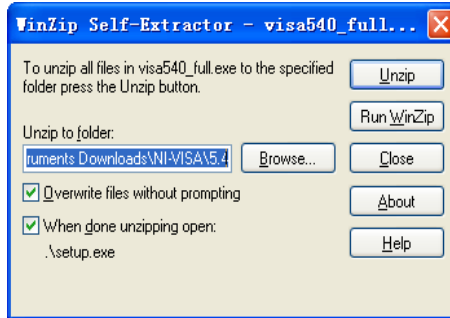 WinZip Self-Extractor - visa540_full...
To unzip all files in visa540_full.exe to the specified
folder press the Unzip button.
Unzip
Run WinZip
Unzip to folder:
ruments Downloads\NI-VISA\5.4
Browse...
Close
Overwrite files without prompting
About
When done unzipping open:
.\setup.exe
Help